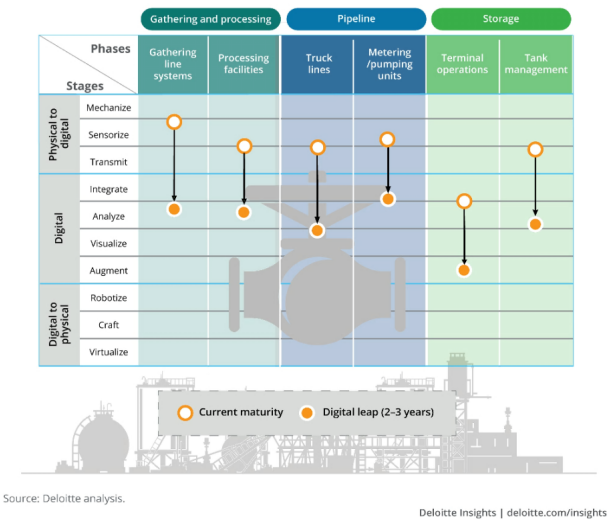 Gathering and processing
Pipeline
Storage
Phases
Stages
Gathering
line
systems
Processing
facilities
Truck
lines
Metering
/pumping
units
Terminal
operations
Tank
management
Physical to
digital
Mechanize
Sensorize
Transmit
Digital
Integrate
Analyze
Visualize
Augment
Digital to
physical
Robotize
Craft
Virtualize
Current maturity
Digital leap (2–3 years)
Source: Deloitte analysis.
Deloitte Insights | deloitte.com/insights